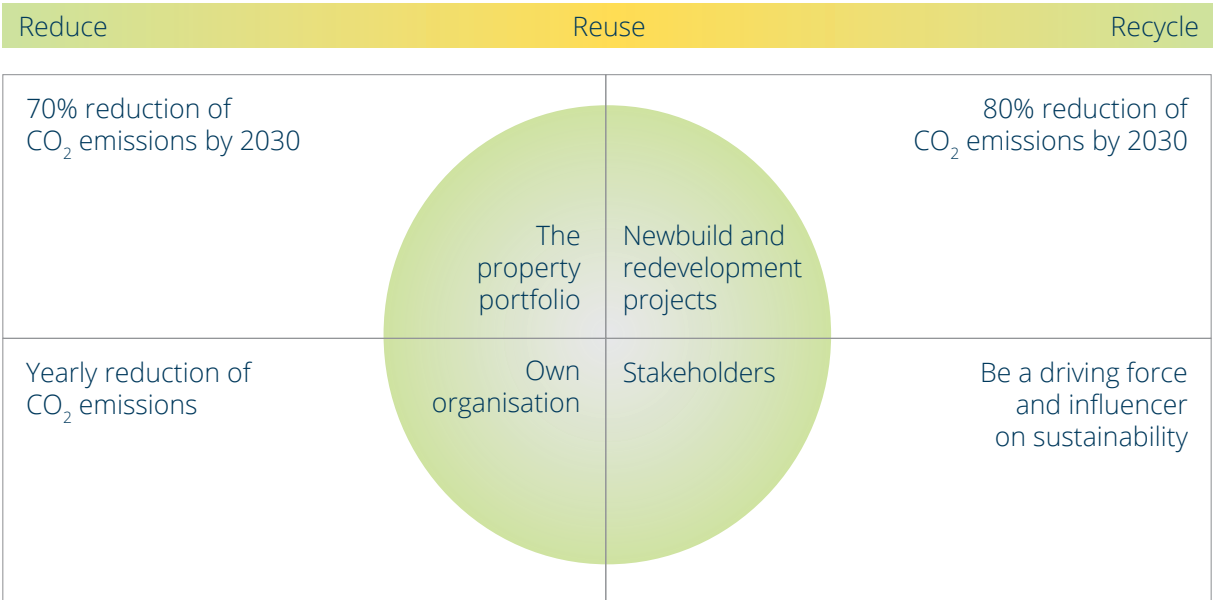 Reduce Reuse Recycle
70% reduction of
CO₂ emissions by 2030
80% reduction of
CO₂ emissions by 2030
The
property
portfolio
Newbuild and
redevelopment
projects
Yearly reduction of
CO₂ emissions
Own
organisation
Stakeholders
Be a driving force
and influencer
on sustainability